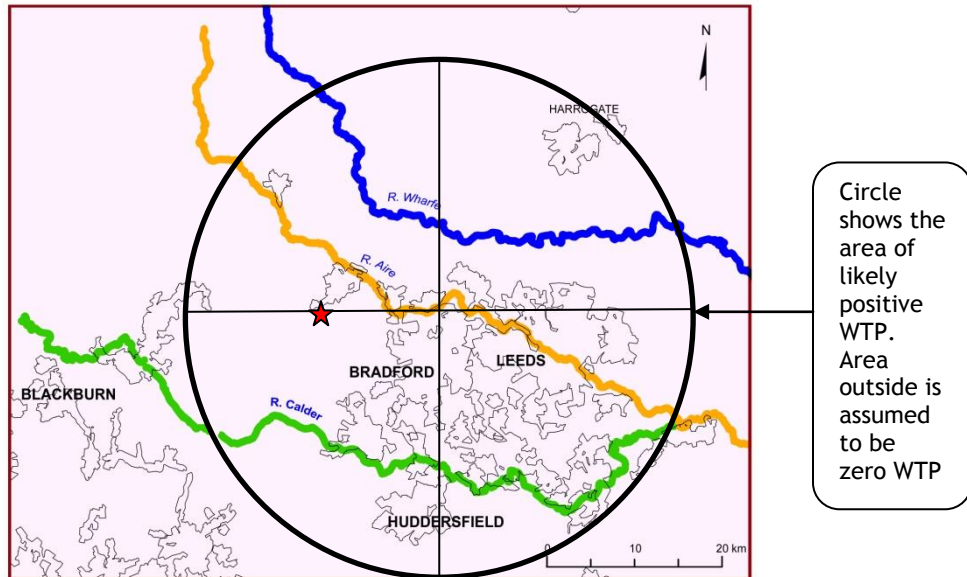 N
HARROGATE
R. Wharfe
R. Aire
LEEDS
BRADFORD
BLACKBURN
R. Calder
HUDDERSFIELD
0 10 20 km
Circle
shows the
area of
likely
positive
WTP.
Area
outside is
assumed
to be
zero WTP